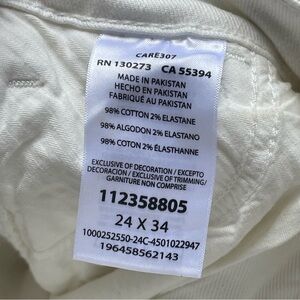 CARE307
RN 130273 CA 55394
MADE IN PAKISTAN
HECHO EN PAKISTAN
FABRIQUÉ AU PAKISTAN
98% COTTON 2% ELASTANE
98% ALGODON 2% ELASTANO
98% COTON 2% ÉLASTHANNE
EXCLUSIVE OF DECORATION / EXCEPTO
DECORACIÓN / EXCLUSIVE OF TRIMMING/
GARNITURE NON COMPRISE
112358805
24 X 34
1000252550-24C-4501022947
196458562143